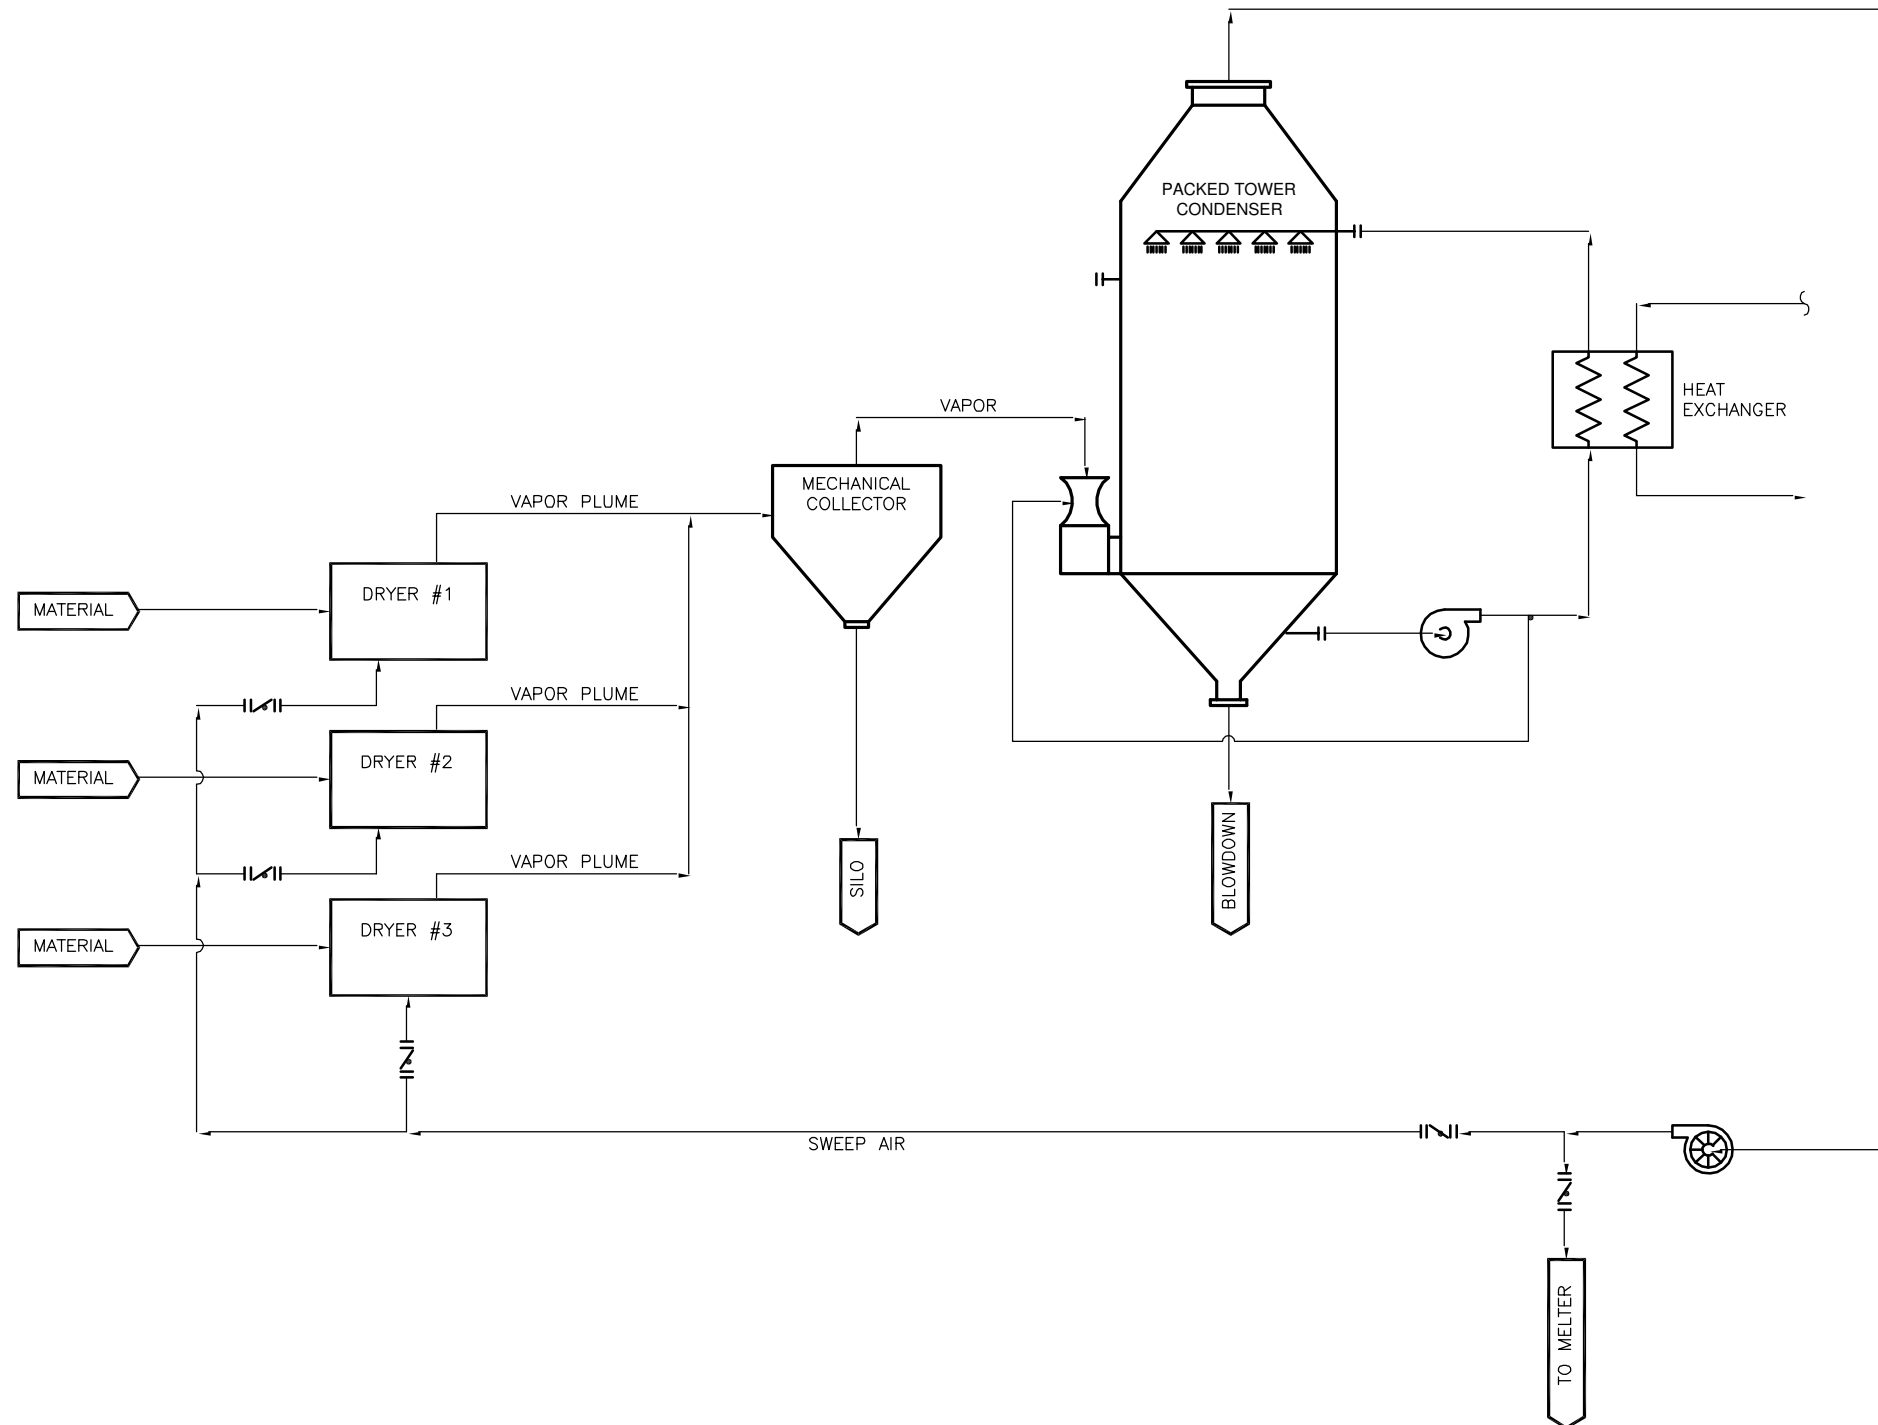 PACKED TOWER
CONDENSER
HEAT
EXCHANGER
VAPOR
MECHANICAL
COLLECTOR
VAPOR PLUME
DRYER #1
MATERIAL
VAPOR PLUME
DRYER #2
MATERIAL
VAPOR PLUME
DRYER #3
MATERIAL
SILO
BLOWDOWN
SWEEP AIR
TO MELTER